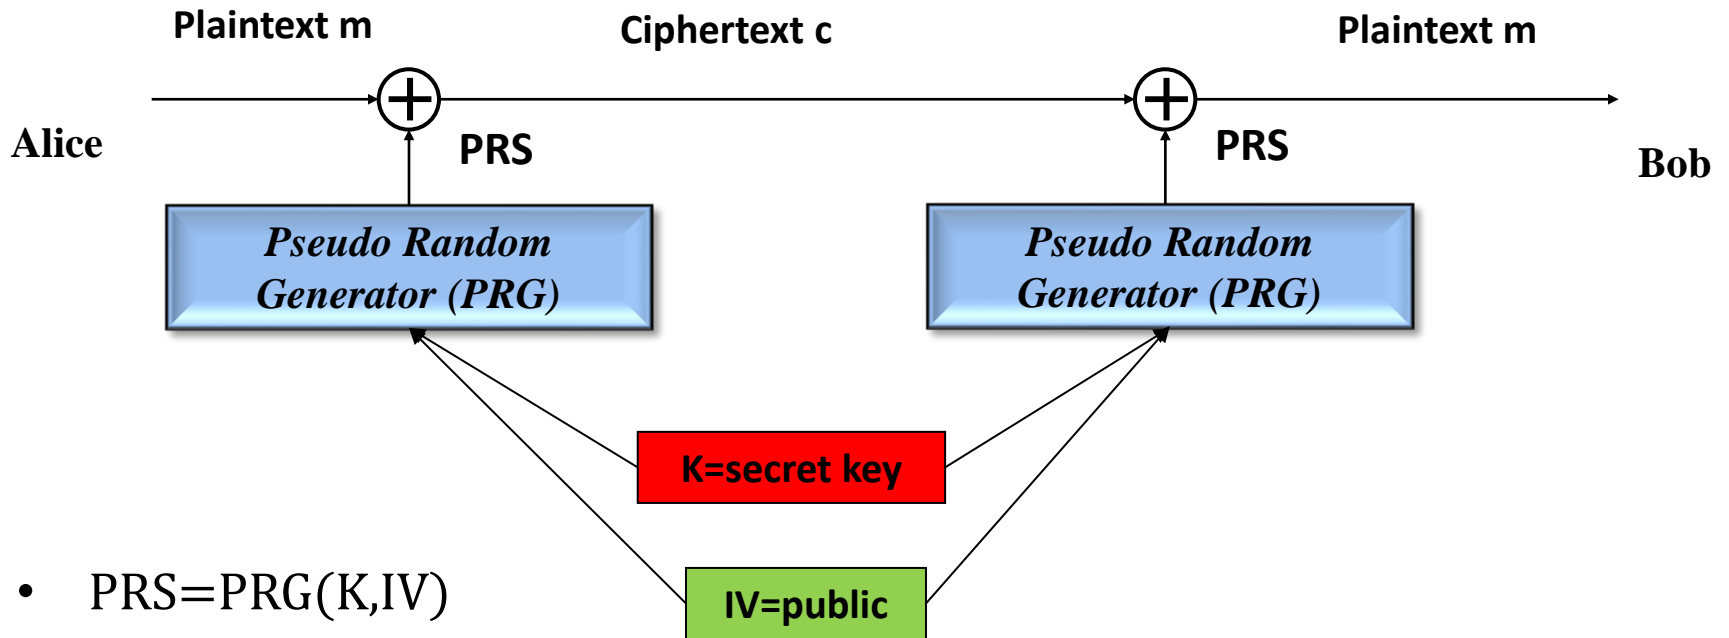 Plaintext m
Ciphertext c
Plaintext m
Alice
PRS
PRS
Bob
Pseudo Random
Generator (PRG)
Pseudo Random
Generator (PRG)
K=secret key
IV=public
• PRS=PRG(K,IV)